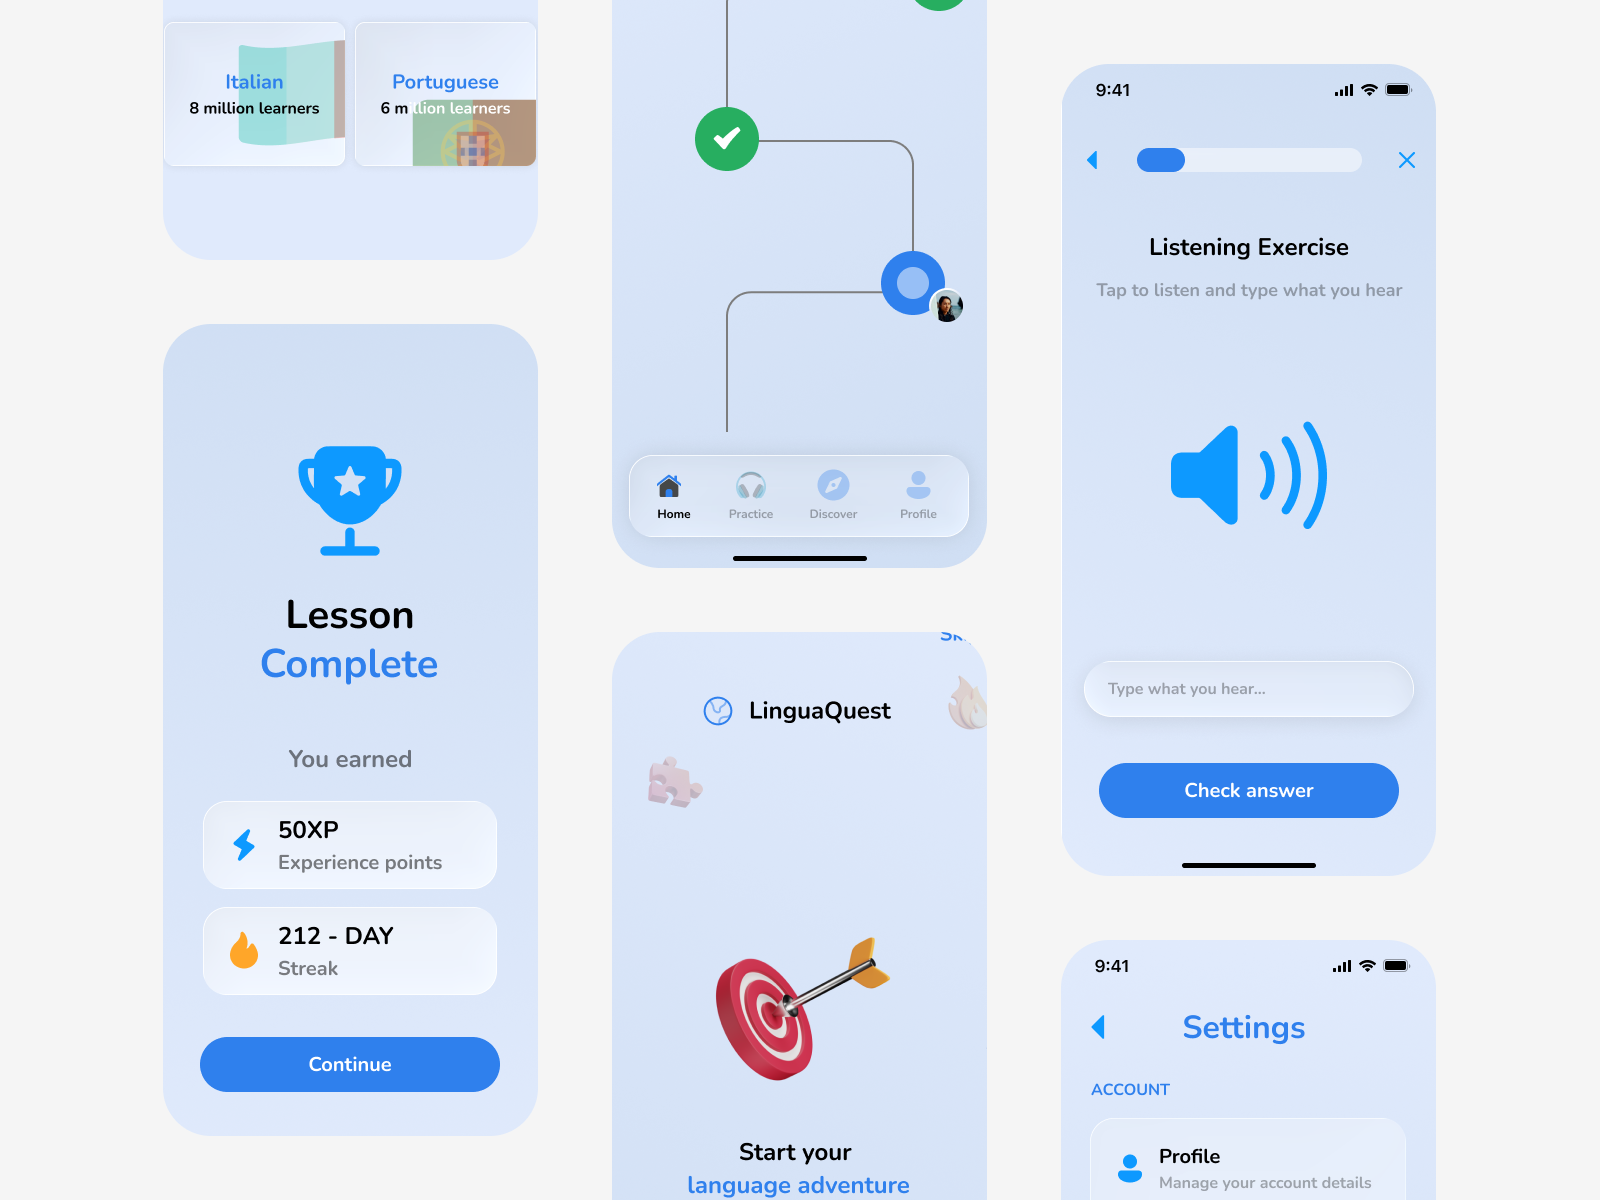 Italian
8 million learners
Portuguese
6 million learners
Lesson
Complete
You earned
50XP
Experience points
212 - DAY
Streak
Continue
Home
Practice
Discover
Profile
LinguaQuest
Start your
language adventure
9:41
Listening Exercise
Tap to listen and type what you hear
Type what you hear...
Check answer
9:41
Settings
ACCOUNT
Profile
Manage your account details